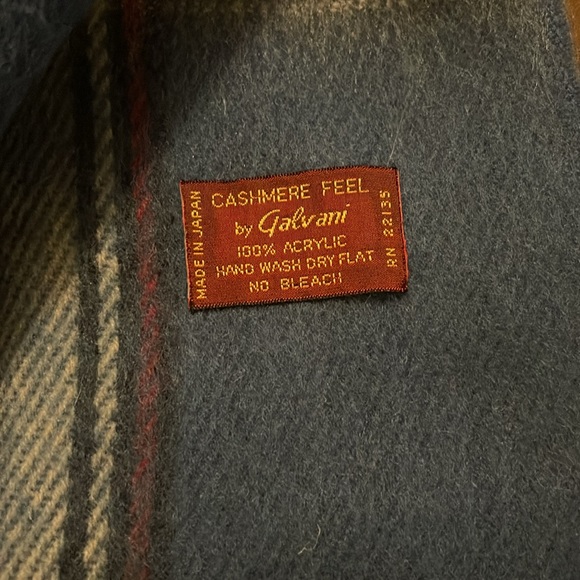 CASHMERE FEEL
by Galvani
100% ACRYLIC
HAND WASH DRY FLAT
NO BLEACH
MADE IN JAPAN
RN 22135